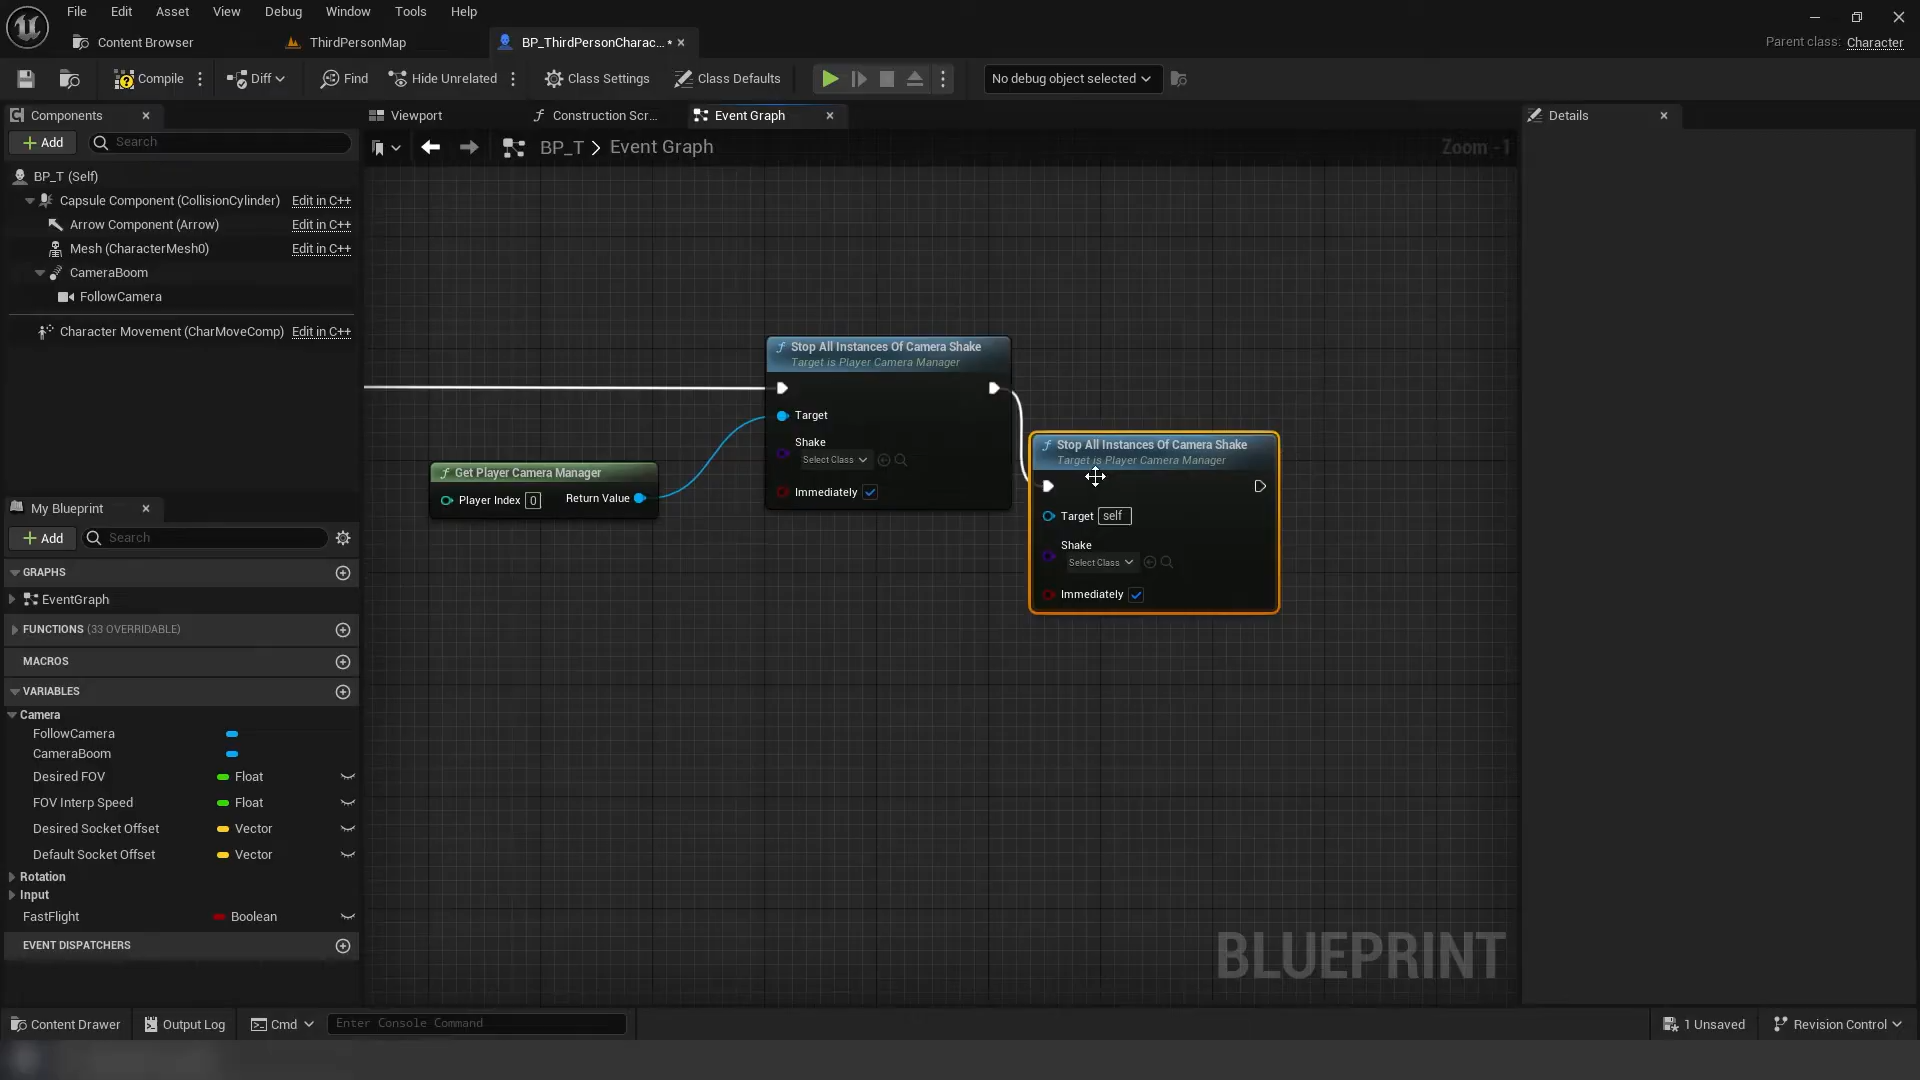 File Edit Asset View Debug Window Tools Help
Content Browser ThirdPersonMap BP_ThirdPersonCharac... •
Parent class: Character
Compile Diff Find Hide Unrelated Class Settings Class Defaults No debug object selected
Components
Viewport Construction Scr... Event Graph Details
Add Search
BP_T > Event Graph Zoom -1
BP_T (Self)
Capsule Component (CollisionCylinder) Edit in C++
Arrow Component (Arrow) Edit in C++
Mesh (CharacterMesh0) Edit in C++
CameraBoom
FollowCamera
Character Movement (CharMoveComp) Edit in C++
f Stop All Instances Of Camera Shake
Target is Player Camera Manager
Target
Shake
Select Class
Immediately
f Get Player Camera Manager
Player Index 0 Return Value
f Stop All Instances Of Camera Shake
Target is Player Camera Manager
Target self
Shake
Select Class
Immediately
My Blueprint
Add Search
GRAPHS
EventGraph
FUNCTIONS (33 OVERRIDABLE)
MACROS
VARIABLES
Camera
FollowCamera
CameraBoom
Desired FOV Float
FOV Interp Speed Float
Desired Socket Offset Vector
Default Socket Offset Vector
Rotation
Input
FastFlight Boolean
EVENT DISPATCHERS
BLUEPRINT
Content Drawer Output Log Cmd Enter Console Command 1 Unsaved Revision Control